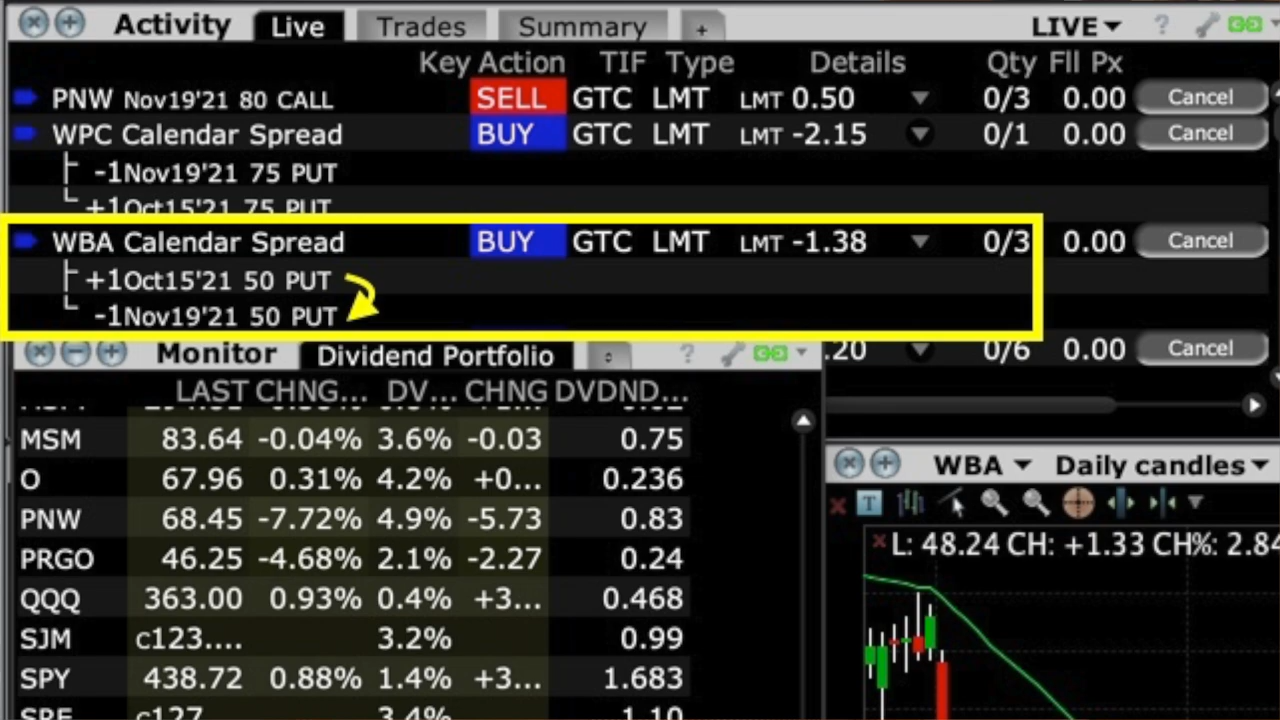 Activity Live Trades Summary + LIVE ?
Key Action TIF Type Details Qty Fll Px
PNW Nov19'21 80 CALL SELL GTC LMT LMT 0.50 0/3 0.00 Cancel
WPC Calendar Spread BUY GTC LMT LMT -2.15 0/1 0.00 Cancel
-1Nov19'21 75 PUT
+1Oct15'21 75 PUT
WBA Calendar Spread BUY GTC LMT LMT -1.38 0/3 0.00 Cancel
+1Oct15'21 50 PUT
-1Nov19'21 50 PUT
.20 0/6 0.00 Cancel
Monitor Dividend Portfolio ?
LAST CHNG... DV... CHNG DVDND...
MSM 83.64 -0.04% 3.6% -0.03 0.75
O 67.96 0.31% 4.2% +0... 0.236
PNW 68.45 -7.72% 4.9% -5.73 0.83
PRGO 46.25 -4.68% 2.1% -2.27 0.24
QQQ 363.00 0.93% 0.4% +3... 0.468
SJM c123.... 3.2% 0.99
SPY 438.72 0.88% 1.4% +3... 1.683
c127 3.4% 1.10
WBA Daily candles
T
L: 48.24 CH: +1.33 CH%: 2.84